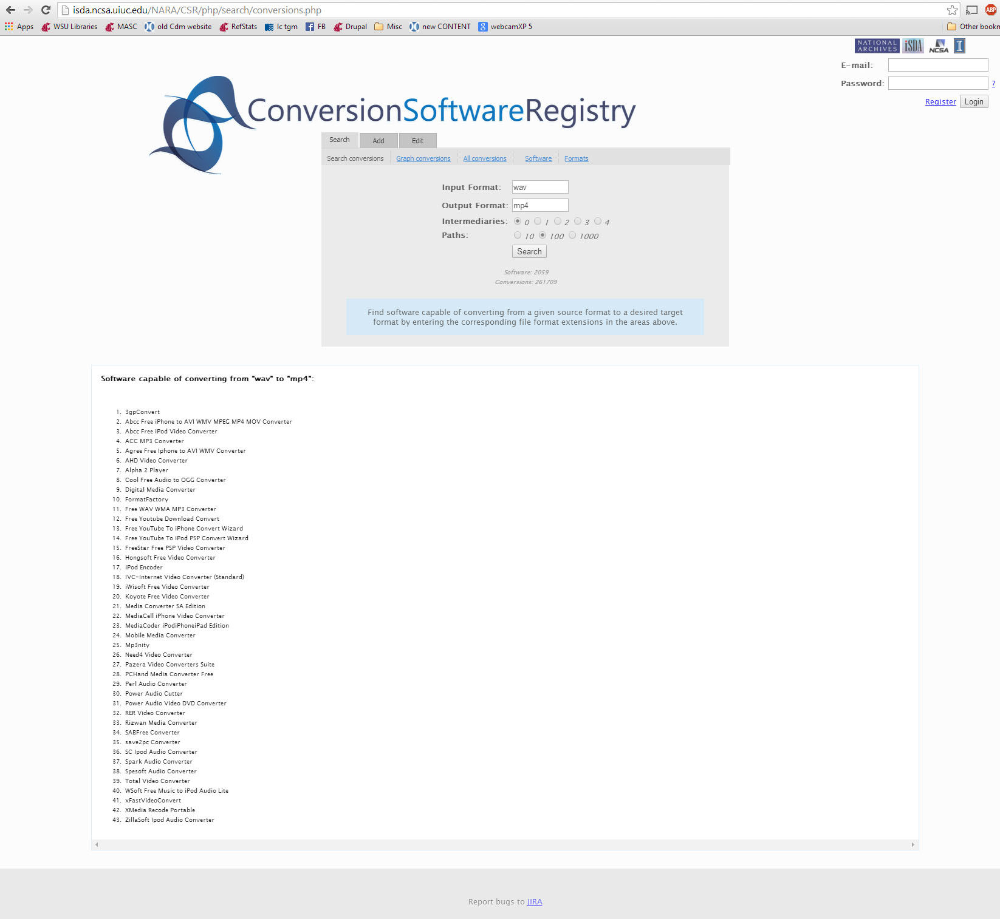 isda.ncsa.uiuc.edu/NARA/CSR/php/search/conversions.php
ABP
Apps WSU Libraries MASC old Cdm website RefStats lc tgm FB Drupal Misc new CONTENT webcamXP 5 Other bookm
NATIONAL ARCHIVES iSDA NCSA I
E-mail:
Password: ?
Register Login
ConversionSoftwareRegistry
Search Add Edit
Search conversions Graph conversions All conversions Software Formats
Input Format: wav
Output Format: mp4
Intermediaries: 0 1 2 3 4
Paths: 10 100 1000
Search
Software: 2059
Conversions: 261709
Find software capable of converting from a given source format to a desired target
format by entering the corresponding file format extensions in the areas above.
Software capable of converting from "wav" to "mp4":
1. 3gpConvert
2. Abcc Free iPhone to AVI WMV MPEG MP4 MOV Converter
3. Abcc Free iPod Video Converter
4. ACC MP3 Converter
5. Agree Free Iphone to AVI WMV Converter
6. AHD Video Converter
7. Alpha 2 Player
8. Cool Free Audio to OGG Converter
9. Digital Media Converter
10. FormatFactory
11. Free WAV WMA MP3 Converter
12. Free Youtube Download Convert
13. Free YouTube To iPhone Convert Wizard
14. Free YouTube To iPod PSP Convert Wizard
15. FreeStar Free PSP Video Converter
16. Hongsoft Free Video Converter
17. iPod Encoder
18. IVC-Internet Video Converter (Standard)
19. iWisoft Free Video Converter
20. Koyote Free Video Converter
21. Media Converter SA Edition
22. MediaCell iPhone Video Converter
23. MediaCoder iPodiPhoneiPad Edition
24. Mobile Media Converter
25. Mp3nity
26. Need4 Video Converter
27. Pazera Video Converters Suite
28. PCHand Media Converter Free
29. Perl Audio Converter
30. Power Audio Cutter
31. Power Audio Video DVD Converter
32. RER Video Converter
33. Rizwan Media Converter
34. SABFree Converter
35. save2pc Converter
36. SC Ipod Audio Converter
37. Spark Audio Converter
38. Spesoft Audio Converter
39. Total Video Converter
40. WSoft Free Music to iPod Audio Lite
41. xFastVideoConvert
42. XMedia Recode Portable
43. ZillaSoft Ipod Audio Converter
Report bugs to JIRA